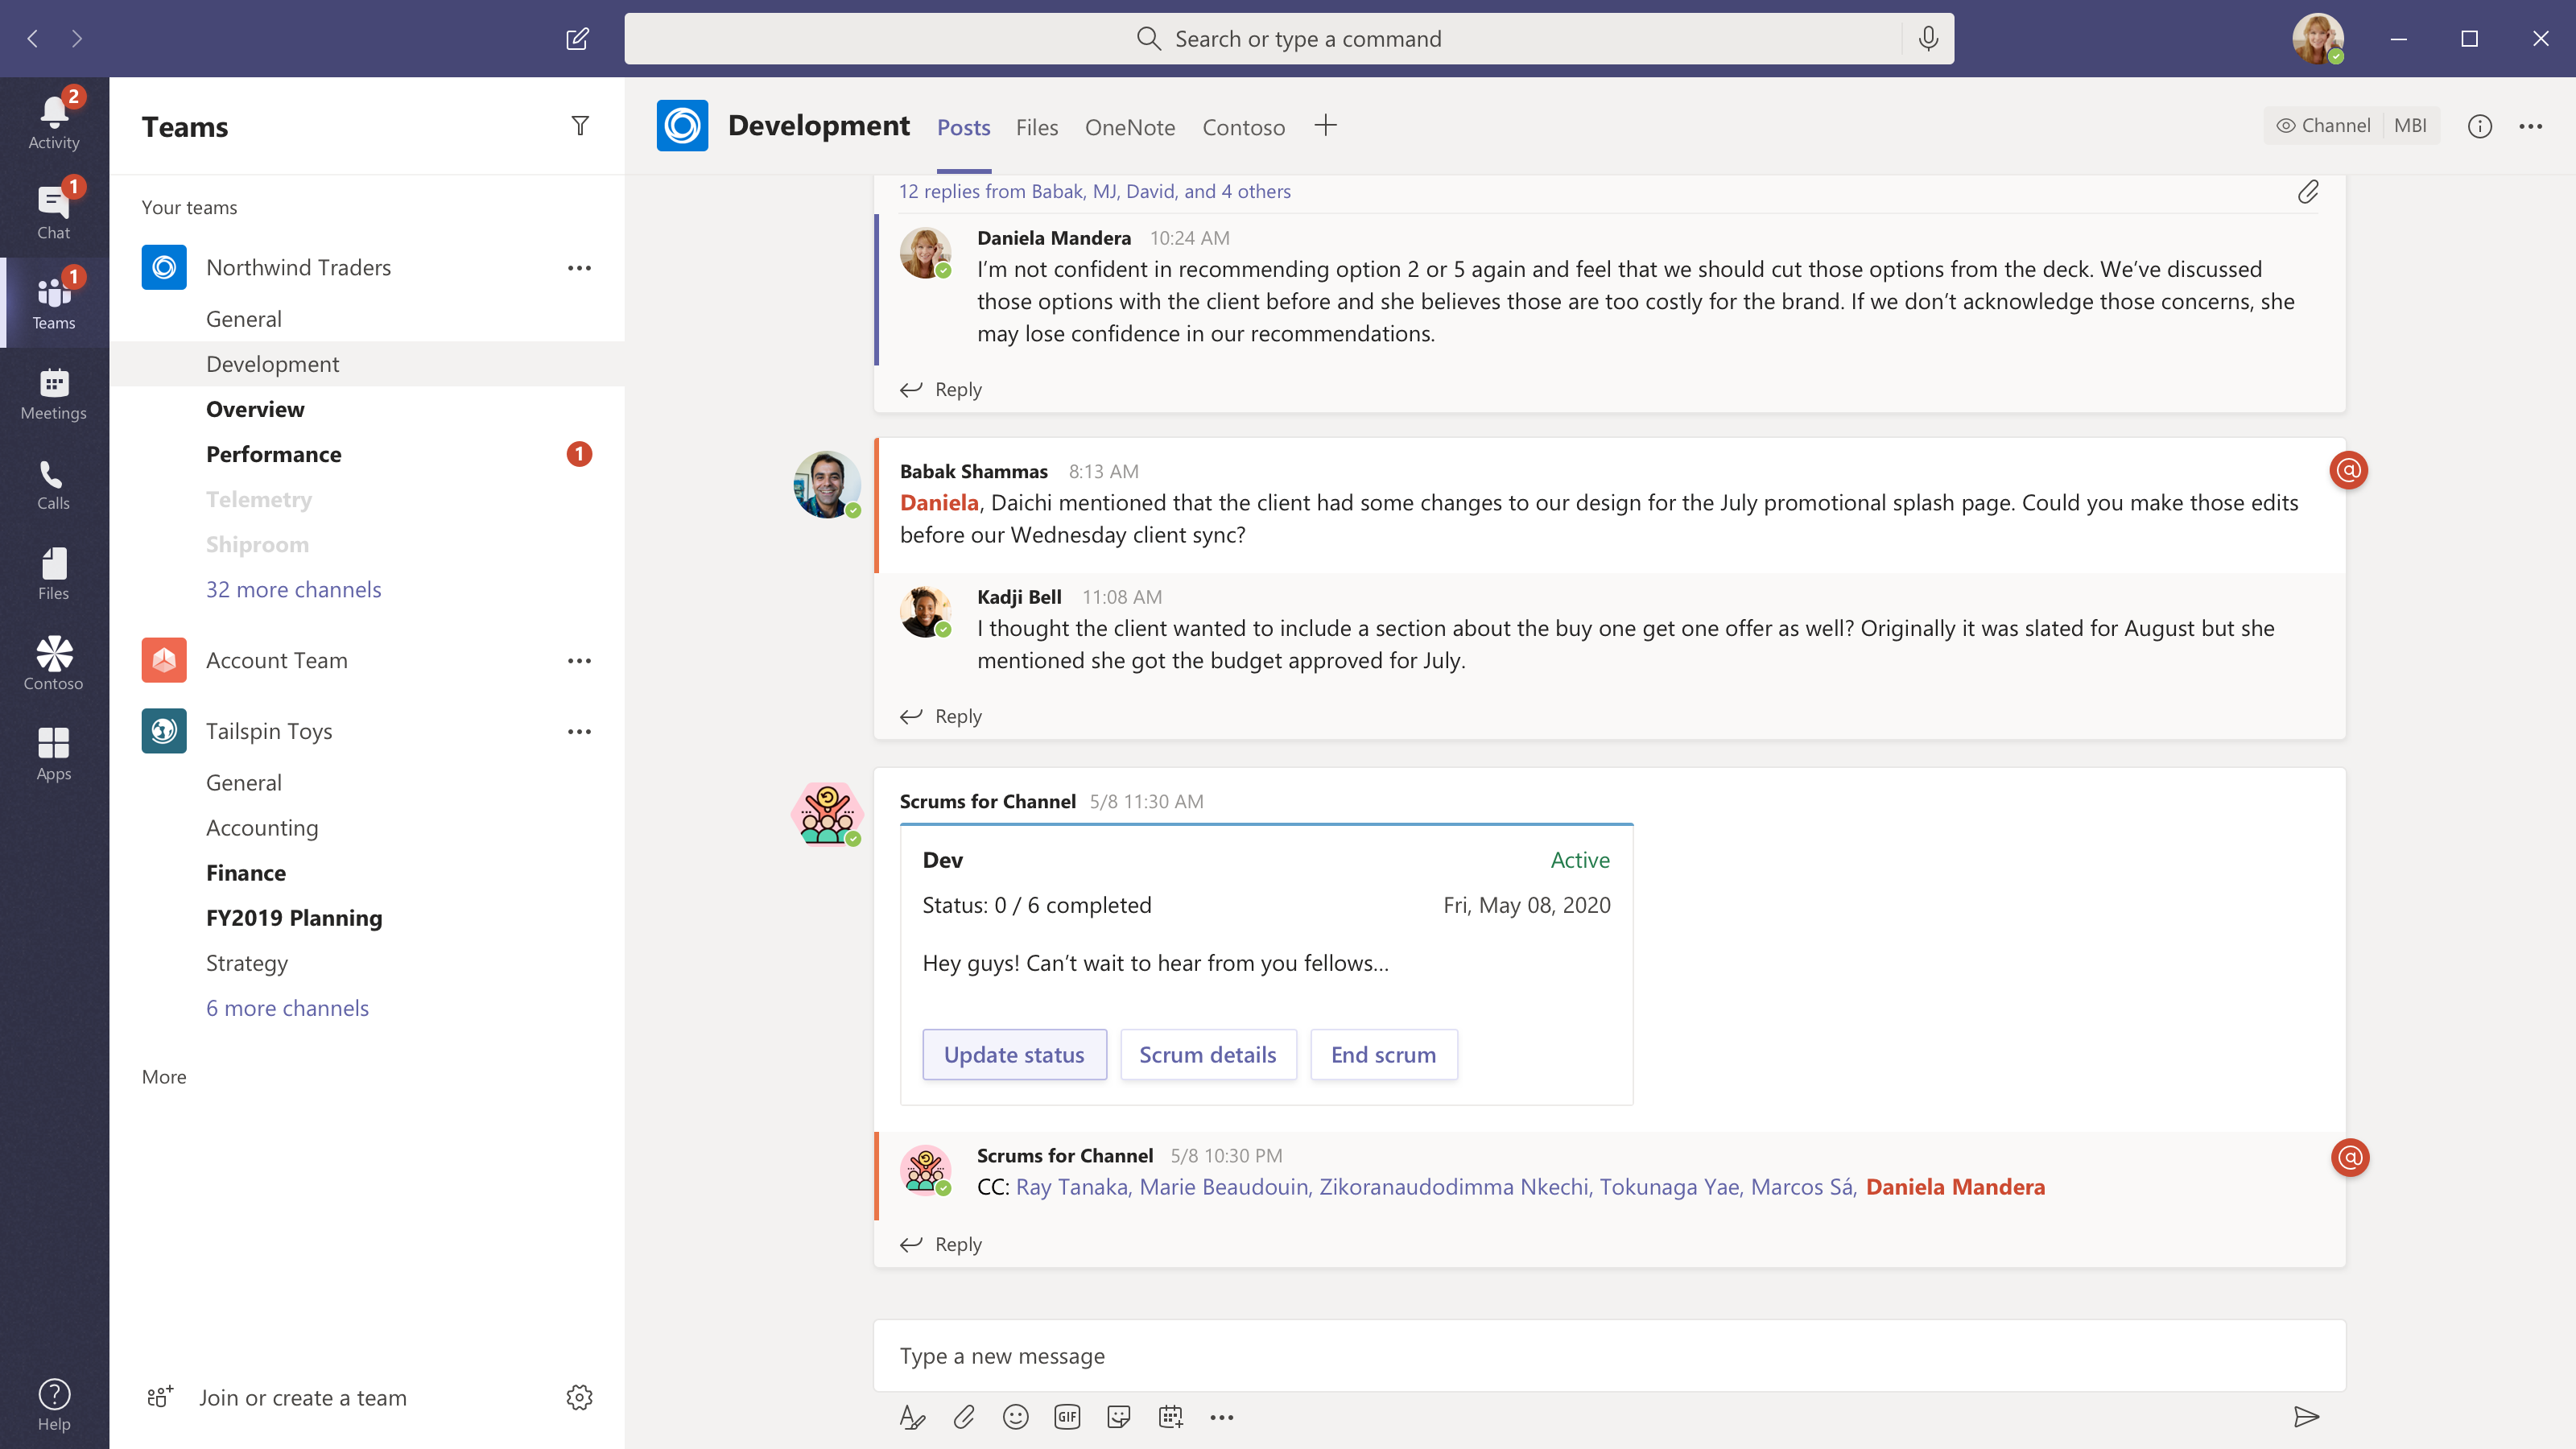 Search or type a command
2
Activity
1
Chat
1
Teams
Meetings
Calls
Files
Contoso
Apps
Help
Teams
Your teams
Northwind Traders
General
Development
Overview
Performance 1
Telemetry
Shiproom
32 more channels
Account Team
Tailspin Toys
General
Accounting
Finance
FY2019 Planning
Strategy
6 more channels
More
Join or create a team
Development Posts Files OneNote Contoso Channel MBI
12 replies from Babak, MJ, David, and 4 others
Daniela Mandera 10:24 AM
I’m not confident in recommending option 2 or 5 again and feel that we should cut those options from the deck. We’ve discussed
those options with the client before and she believes those are too costly for the brand. If we don’t acknowledge those concerns, she
may lose confidence in our recommendations.
Reply
Babak Shammas 8:13 AM
@
Daniela, Daichi mentioned that the client had some changes to our design for the July promotional splash page. Could you make those edits
before our Wednesday client sync?
Kadji Bell 11:08 AM
I thought the client wanted to include a section about the buy one get one offer as well? Originally it was slated for August but she
mentioned she got the budget approved for July.
Reply
Scrums for Channel 5/8 11:30 AM
Dev Active
Status: 0 / 6 completed Fri, May 08, 2020
Hey guys! Can’t wait to hear from you fellows...
Update status Scrum details End scrum
Scrums for Channel 5/8 10:30 PM
@
CC: Ray Tanaka, Marie Beaudouin, Zikoranaudodimma Nkechi, Tokunaga Yae, Marcos Sá, Daniela Mandera
Reply
Type a new message
GIF